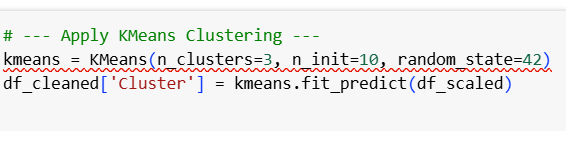 # --- Apply KMeans Clustering ---
kmeans = KMeans(n_clusters=3, n_init=10, random_state=42)
df_cleaned['Cluster'] = kmeans.fit_predict(df_scaled)